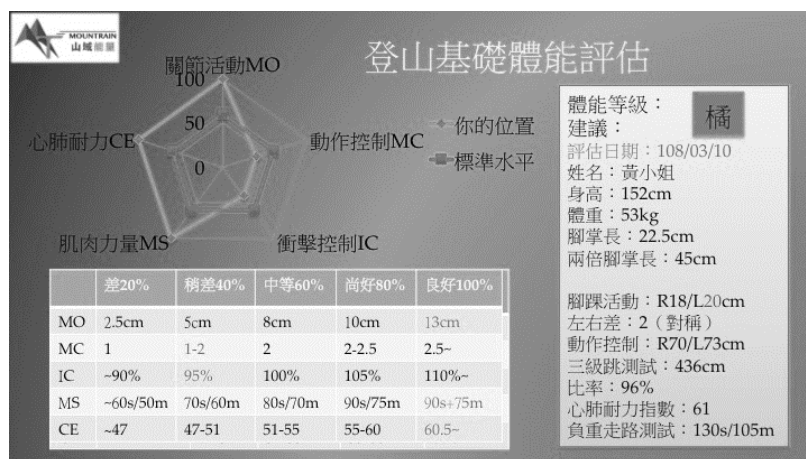 MOUNTAIN
山域能量
登山基礎體能評估
關節活動MO
100
50
0
心肺耐力CE
動作控制MC
肌肉力量MS
衝擊控制IC
你的位置
標準水平
體能等級：
橘
建議：
評估日期：108/03/10
姓名：黃小姐
身高：152cm
體重：53kg
腳掌長：22.5cm
兩倍腳掌長：45cm
腳踝活動：R18/L20cm
左右差：2（對稱）
動作控制：R70/L73cm
三級跳測試：436cm
比率：96%
心肺耐力指數：61
負重走路測試：130s/105m
差20% 稍差40% 中等60% 尚好80% 良好100%
MO 2.5cm 5cm 8cm 10cm 13cm
MC 1 1-2 2 2-2.5 2.5~
IC ~90% 95% 100% 105% 110%~
MS ~60s/50m 70s/60m 80s/70m 90s/75m 90s+75m
CE ~47 47-51 51-55 55-60 60.5~